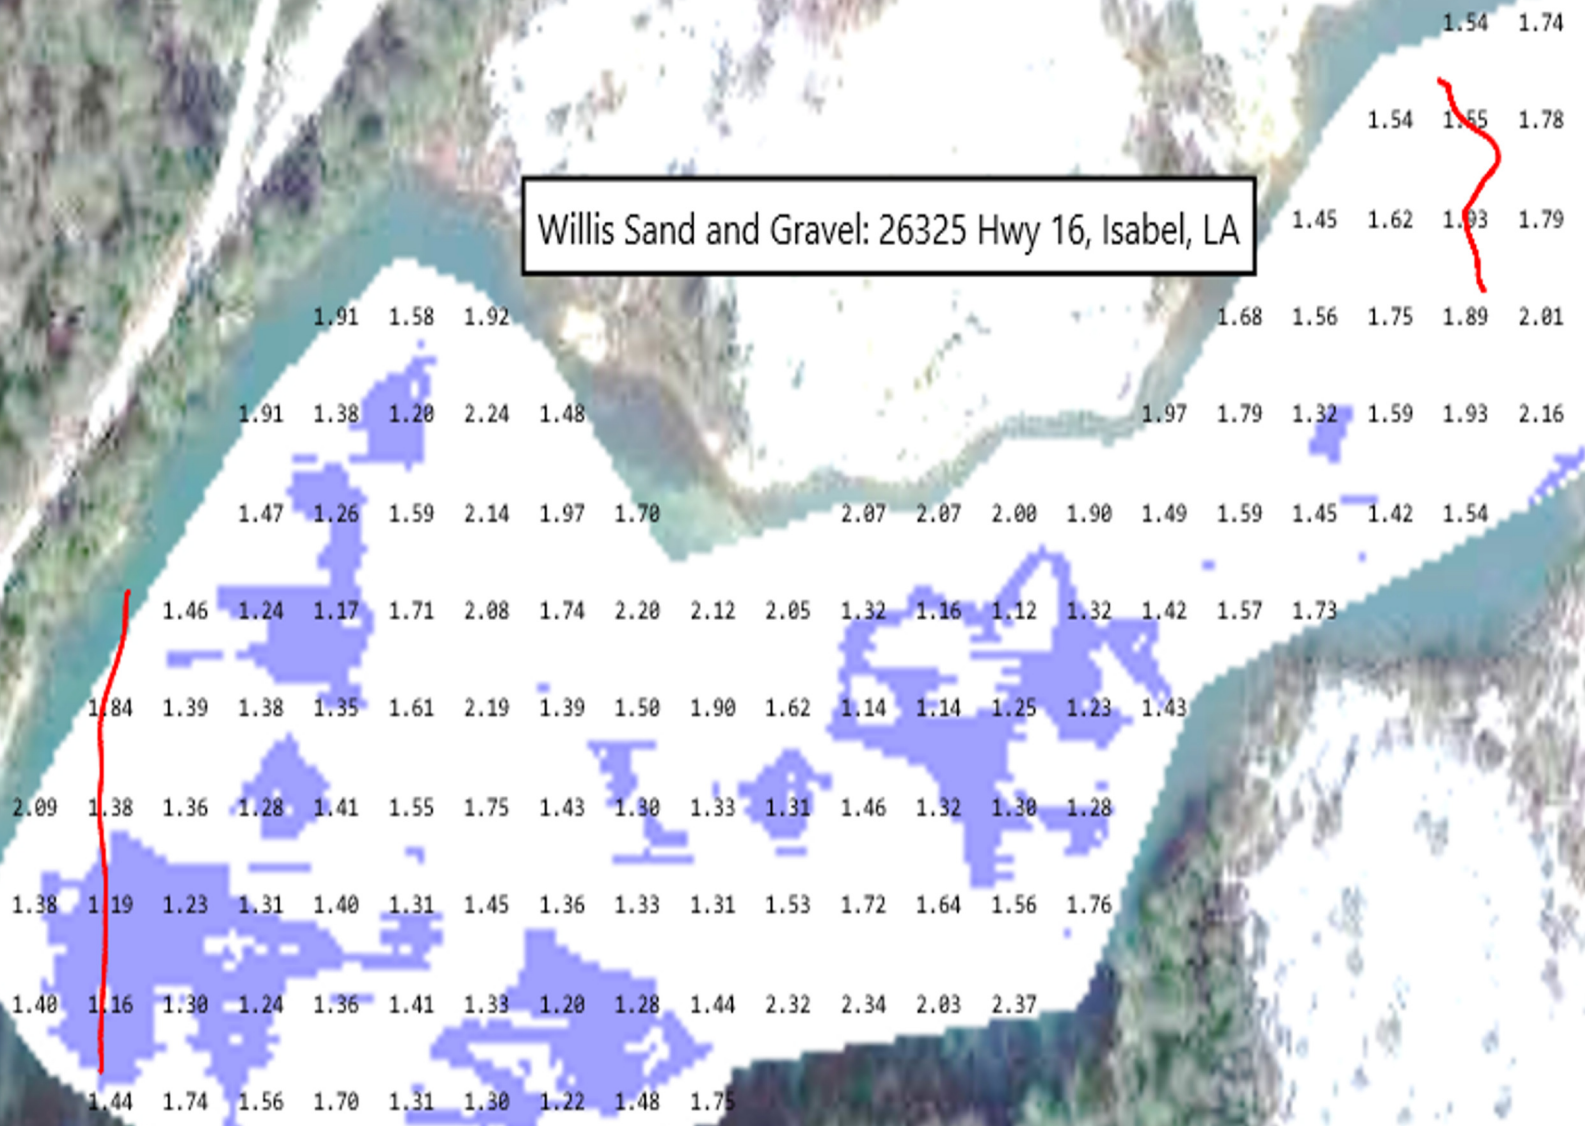 1.54 1.74
1.54 1.55 1.78
Willis Sand and Gravel: 26325 Hwy 16, Isabel, LA
1.45 1.62 1.93 1.79
1.91 1.58 1.92 1.68 1.56 1.75 1.89 2.01
1.91 1.38 1.20 2.24 1.48 1.97 1.79 1.32 1.59 1.93 2.16
1.47 1.26 1.59 2.14 1.97 1.70 2.07 2.07 2.00 1.90 1.49 1.59 1.45 1.42 1.54
1.46 1.24 1.17 1.71 2.08 1.74 2.20 2.12 2.05 1.32 1.16 1.12 1.32 1.42 1.57 1.73
1.84 1.39 1.38 1.35 1.61 2.19 1.39 1.50 1.90 1.62 1.14 1.14 1.25 1.23 1.43
2.09 1.38 1.36 1.28 1.41 1.55 1.75 1.43 1.30 1.33 1.31 1.46 1.32 1.30 1.28
1.38 1.19 1.23 1.31 1.40 1.31 1.45 1.36 1.33 1.31 1.53 1.72 1.64 1.56 1.76
1.40 1.16 1.30 1.24 1.36 1.41 1.33 1.20 1.28 1.44 2.32 2.34 2.03 2.37
1.44 1.74 1.56 1.70 1.31 1.30 1.22 1.48 1.75